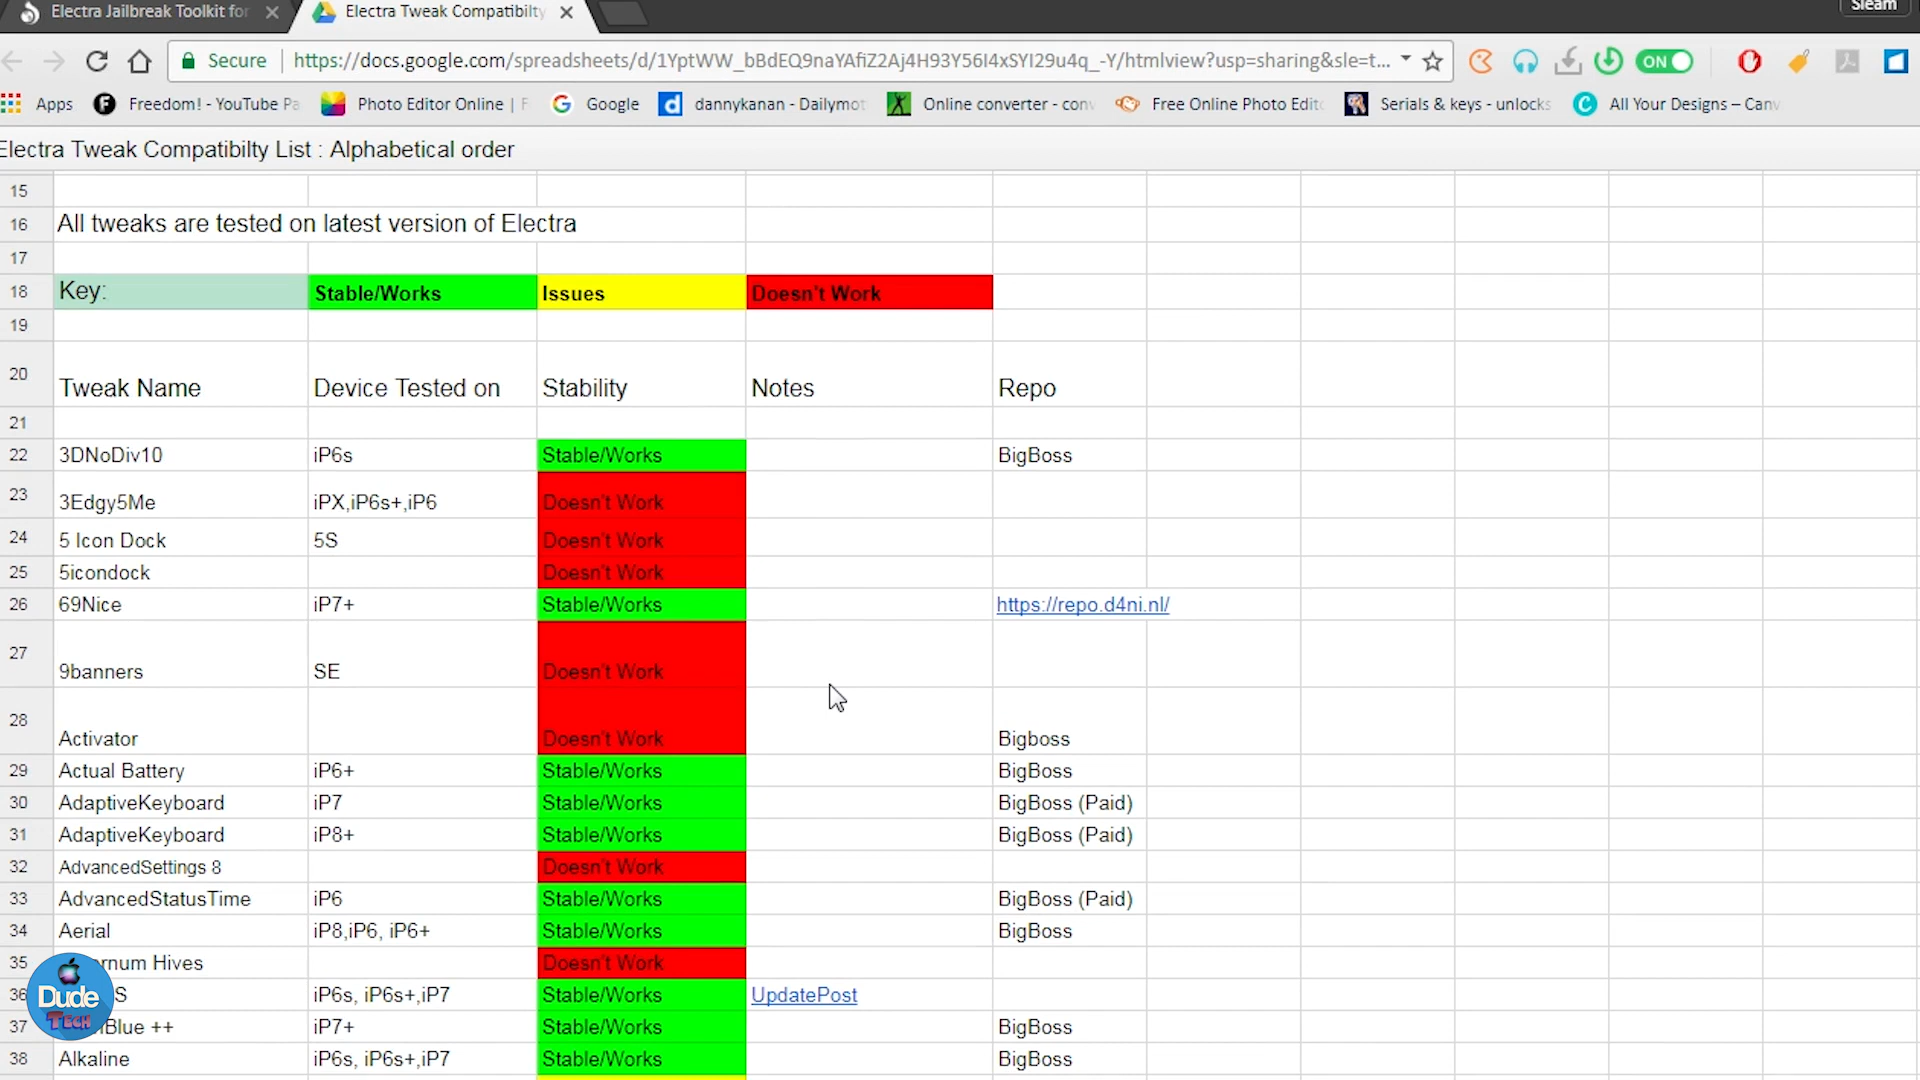 Electra Jailbreak Toolkit for
Electra Tweak Compatibilty
Sleam
Secure
https://docs.google.com/spreadsheets/d/1YptWW_bBdEQ9naYAfiZ2Aj4H93Y56I4xSYI29u4q_-Y/htmlview?usp=sharing&sle=t...
ON
Apps
Freedom! - YouTube Pa
Photo Editor Online | F
Google
dannykanan - Dailymot
Online converter - conv
Free Online Photo Edito
Serials & keys - unlocks
All Your Designs – Canv
Electra Tweak Compatibilty List : Alphabetical order
15
16 All tweaks are tested on latest version of Electra
17
18 Key: Stable/Works Issues Doesn't Work
19
20 Tweak Name Device Tested on Stability Notes Repo
21
22 3DNoDiv10 iP6s Stable/Works BigBoss
23 3Edgy5Me iPX,iP6s+,iP6 Doesn't Work
24 5 Icon Dock 5S Doesn't Work
25 5icondock Doesn't Work
26 69Nice iP7+ Stable/Works https://repo.d4ni.nl/
27 9banners SE Doesn't Work
28 Activator Doesn't Work Bigboss
29 Actual Battery iP6+ Stable/Works BigBoss
30 AdaptiveKeyboard iP7 Stable/Works BigBoss (Paid)
31 AdaptiveKeyboard iP8+ Stable/Works BigBoss (Paid)
32 AdvancedSettings 8 Doesn't Work
33 AdvancedStatusTime iP6 Stable/Works BigBoss (Paid)
34 Aerial iP8,iP6, iP6+ Stable/Works BigBoss
35 Hives Doesn't Work
36 iP6s, iP6s+,iP7 Stable/Works UpdatePost
37 Blue ++ iP7+ Stable/Works BigBoss
38 Alkaline iP6s, iP6s+,iP7 Stable/Works BigBoss
Dude
TECH